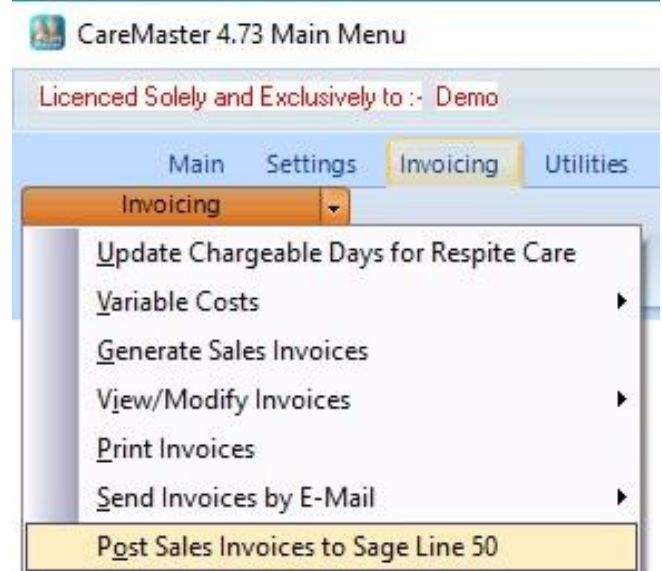 CareMaster 4.73 Main Menu
Licenced Solely and Exclusively to :- Demo
Main Settings Invoicing Utilities
Invoicing
Update Chargeable Days for Respite Care
Variable Costs
Generate Sales Invoices
View/Modify Invoices
Print Invoices
Send Invoices by E-Mail
Post Sales Invoices to Sage Line 50